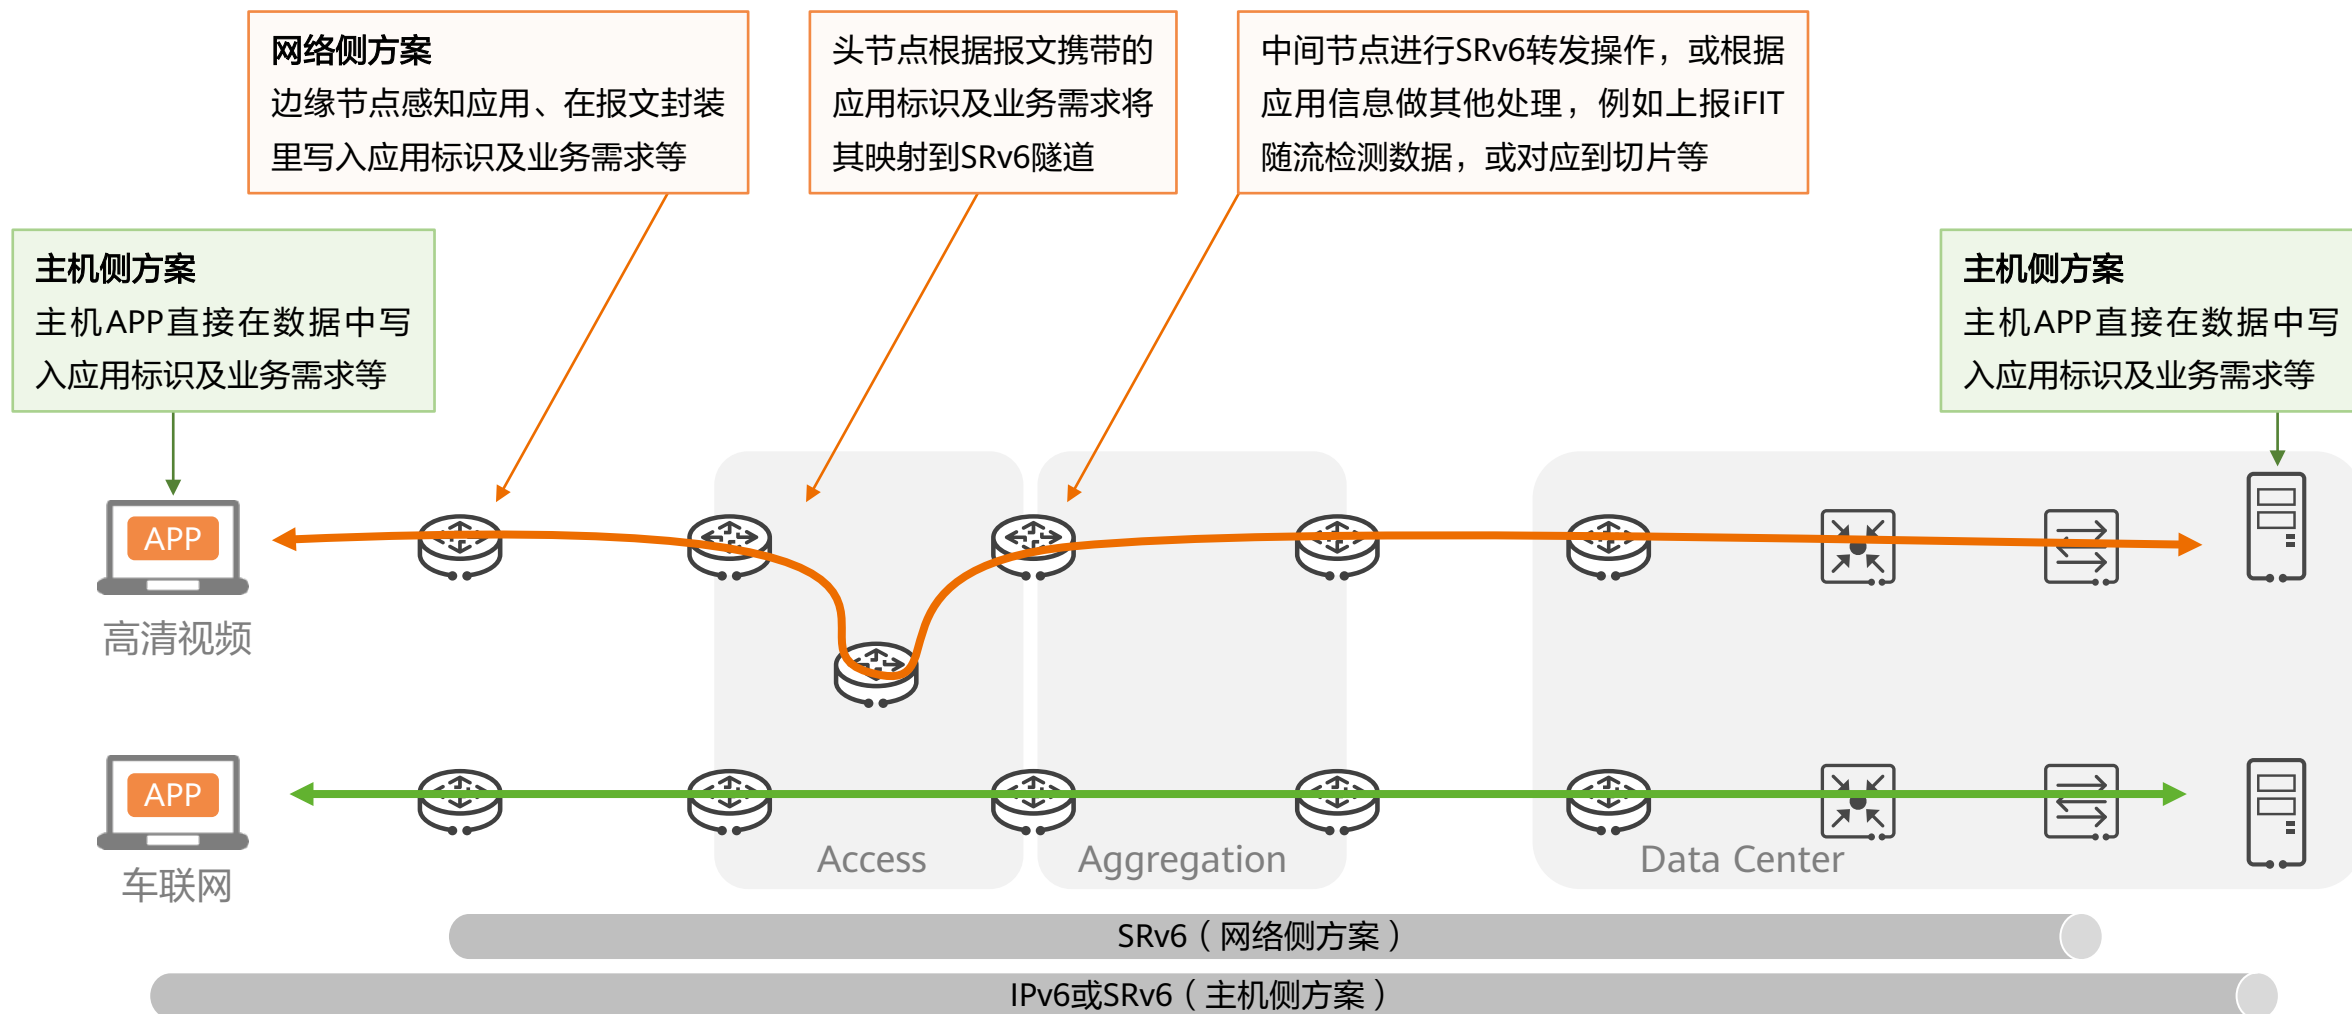 网络侧方案
边缘节点感知应用、在报文封装
里写入应用标识及业务需求等
头节点根据报文携带的
应用标识及业务需求将
其映射到SRv6隧道
中间节点进行SRv6转发操作，或根据
应用信息做其他处理，例如上报iFIT
随流检测数据，或对应到切片等
主机侧方案
主机APP直接在数据中写
入应用标识及业务需求等
主机侧方案
主机APP直接在数据中写
入应用标识及业务需求等
APP
高清视频
APP
车联网
Access
Aggregation
Data Center
SRv6（网络侧方案）
IPv6或SRv6（主机侧方案）